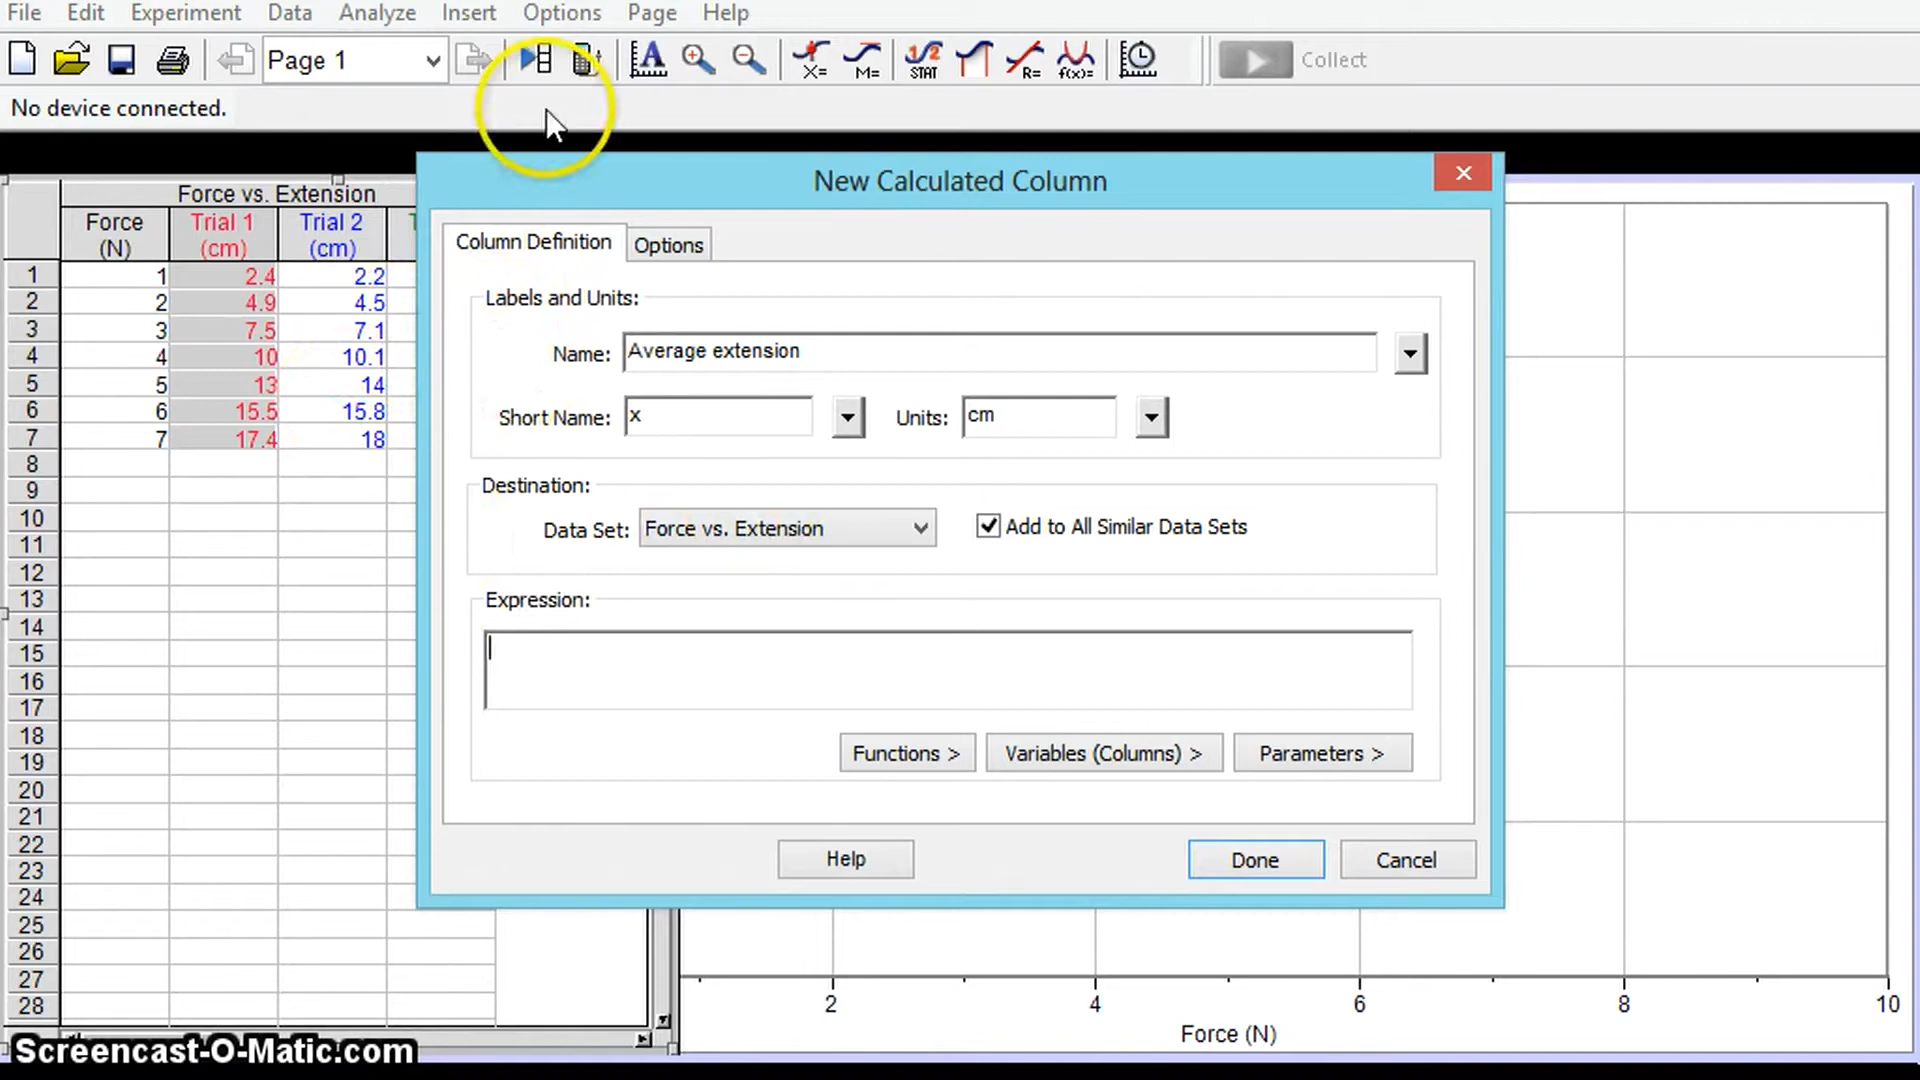 File Edit Experiment Data Analyze Insert Options Page Help
Page 1 X= M= 1/2 STAT R= f(x)= Collect
No device connected.
New Calculated Column
Force vs. Extension
Force Trial 1 Trial 2
(N) (cm) (cm)
1 1 2.4 2.2
2 2 4.9 4.5
3 3 7.5 7.1
4 4 10 10.1
5 5 13 14
6 6 15.5 15.8
7 7 17.4 18
8
9
10
11
12
13
14
15
16
17
18
19
20
21
22
23
24
25
26
27
28
Column Definition Options
Labels and Units:
Name: Average extension
Short Name: x Units: cm
Destination:
Data Set: Force vs. Extension Add to All Similar Data Sets
Expression:
Functions > Variables (Columns) > Parameters >
Help Done Cancel
2 4 6 8 10
Force (N)
Screencast-O-Matic.com